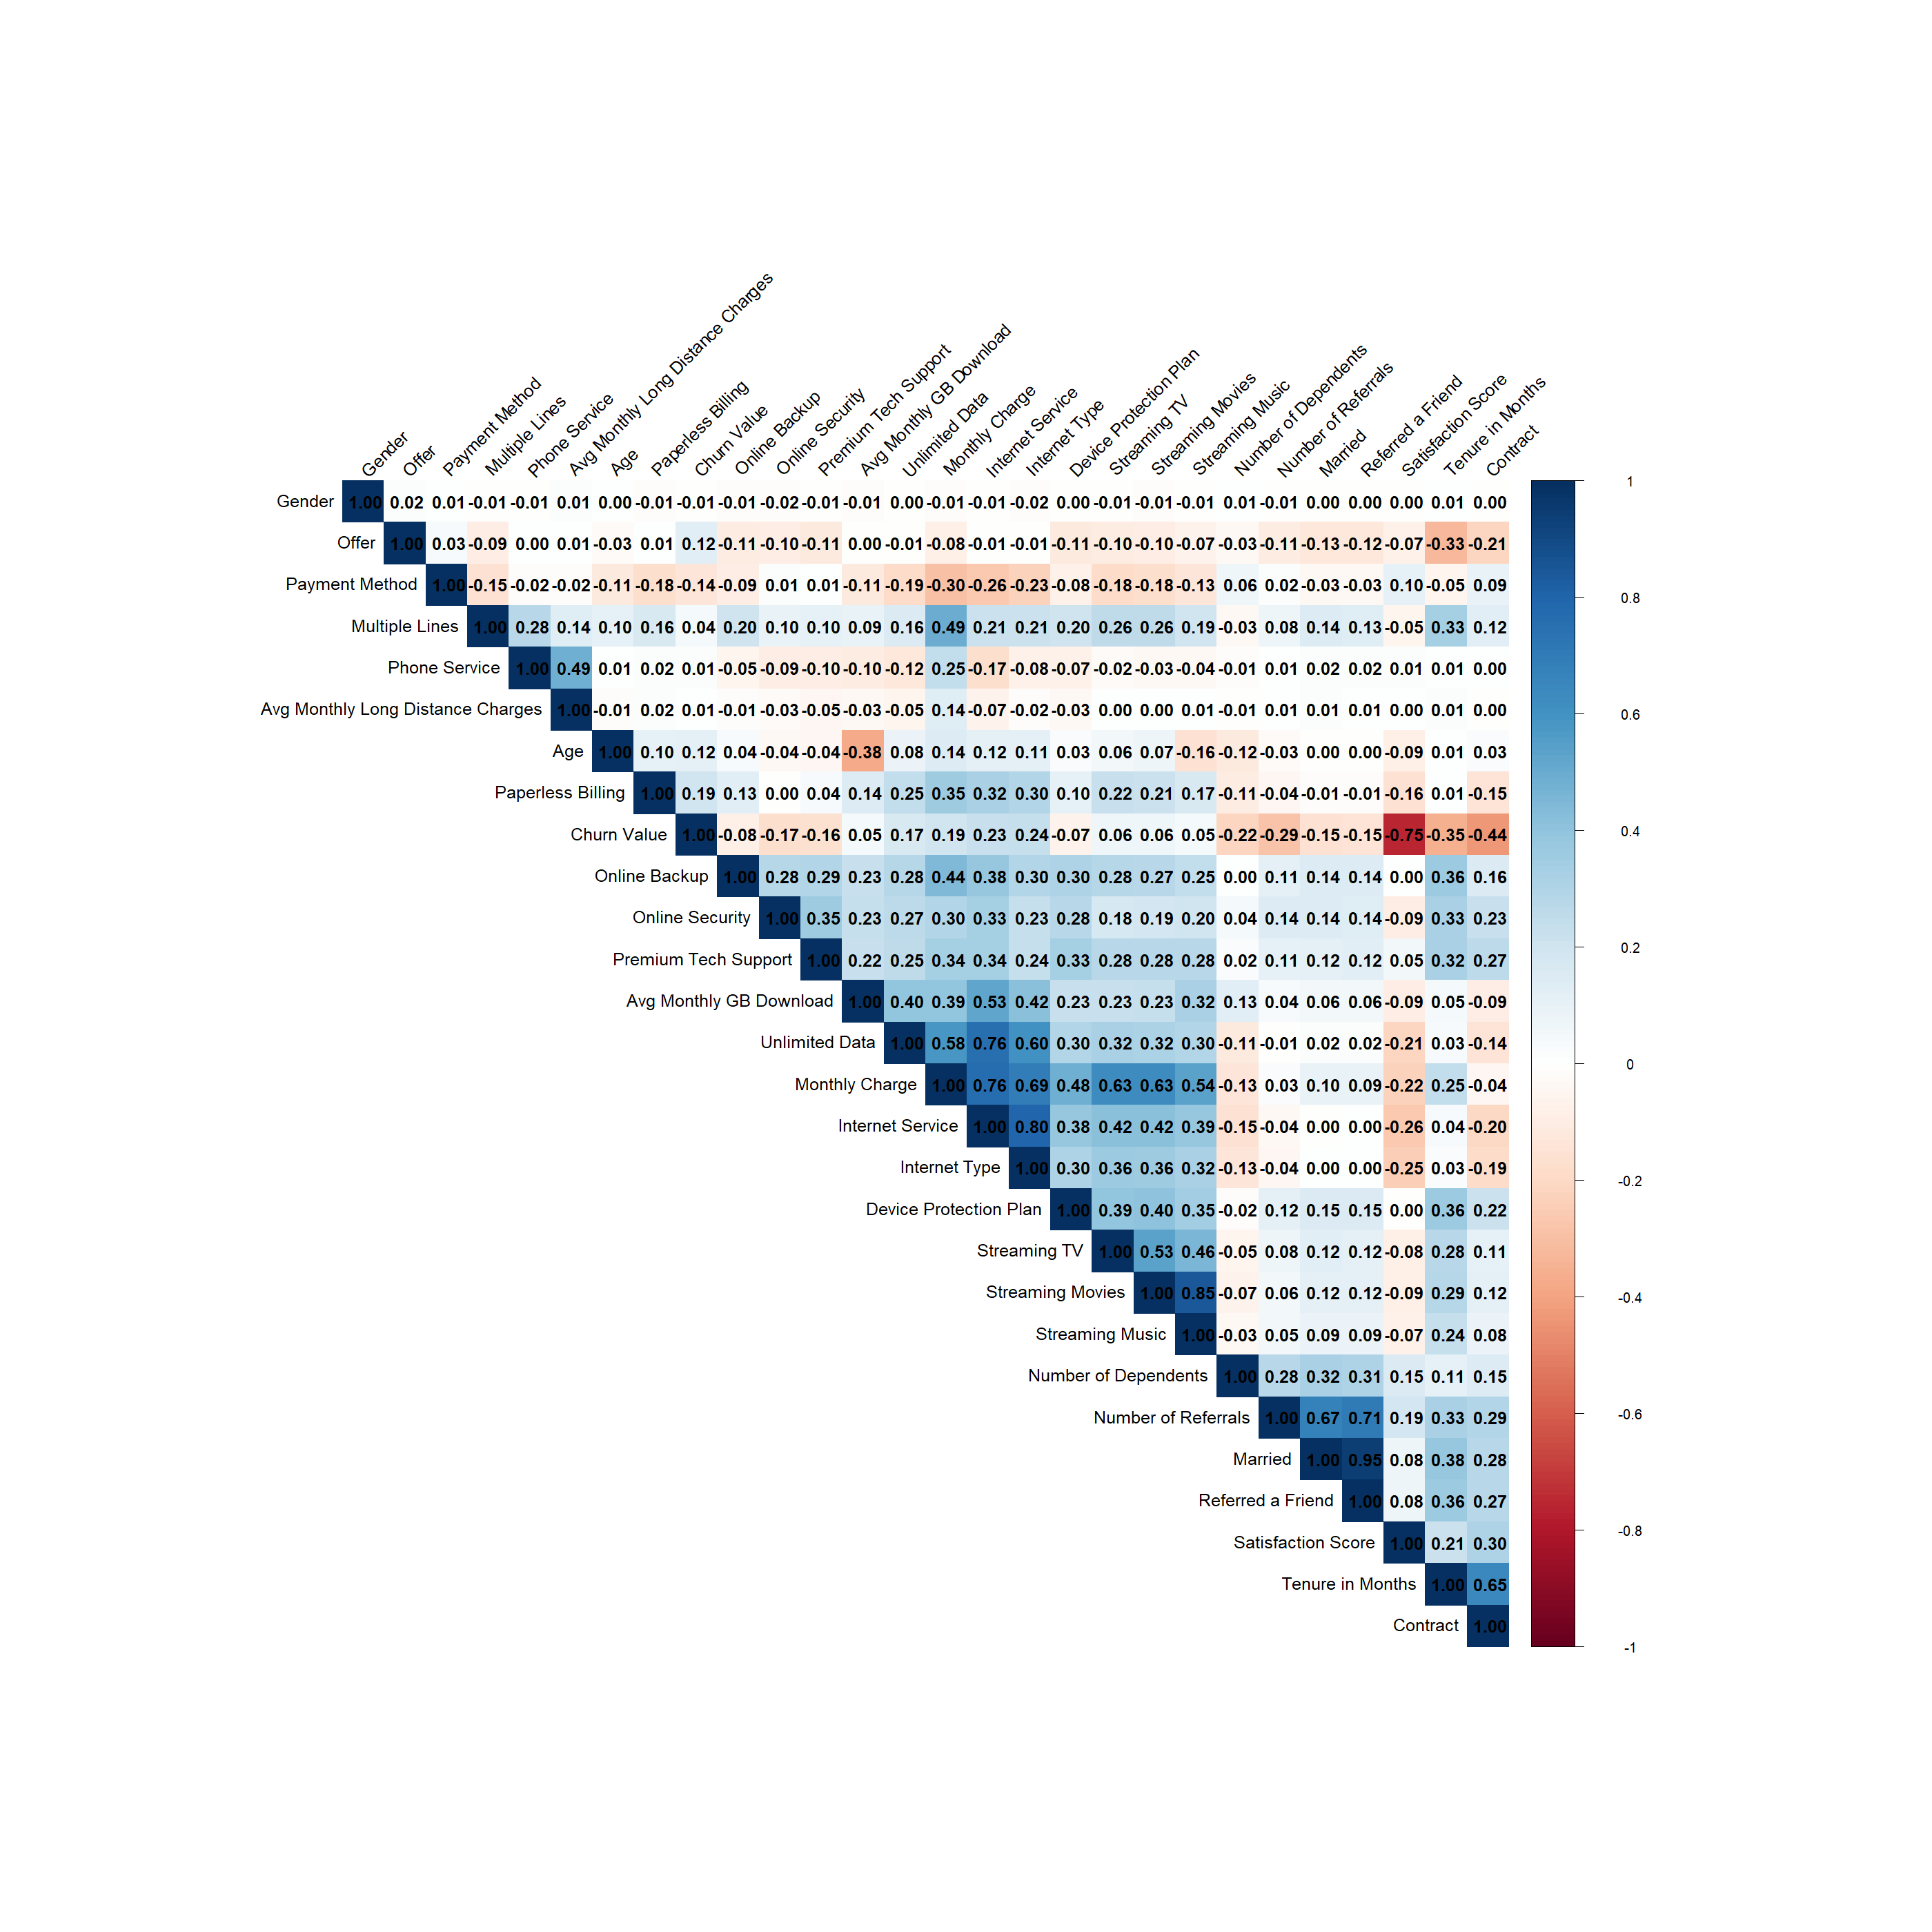 Gender
Offer
Payment Method
Multiple Lines
Phone Service
Avg Monthly Long Distance Charges
Age
Paperless Billing
Churn Value
Online Backup
Online Security
Premium Tech Support
Avg Monthly GB Download
Unlimited Data
Monthly Charge
Internet Service
Internet Type
Device Protection Plan
Streaming TV
Streaming Movies
Streaming Music
Number of Dependents
Number of Referrals
Married
Referred a Friend
Satisfaction Score
Tenure in Months
Contract
Gender 1.00 0.02 0.01 -0.01 -0.01 0.01 0.00 -0.01 -0.01 -0.01 -0.02 -0.01 -0.01 0.00 -0.01 -0.01 -0.02 0.00 -0.01 -0.01 -0.01 0.01 -0.01 0.00 0.00 0.00 0.01 0.00
Offer 1.00 0.03 -0.09 0.00 0.01 -0.03 0.01 0.12 -0.11 -0.10 -0.11 0.00 -0.01 -0.08 -0.01 -0.01 -0.11 -0.10 -0.10 -0.07 -0.03 -0.11 -0.13 -0.12 -0.07 -0.33 -0.21
Payment Method 1.00 -0.15 -0.02 -0.02 -0.11 -0.18 -0.14 -0.09 0.01 0.01 -0.11 -0.19 -0.30 -0.26 -0.23 -0.08 -0.18 -0.18 -0.13 0.06 0.02 -0.03 -0.03 0.10 -0.05 0.09
Multiple Lines 1.00 0.28 0.14 0.10 0.16 0.04 0.20 0.10 0.10 0.09 0.16 0.49 0.21 0.21 0.20 0.26 0.26 0.19 -0.03 0.08 0.14 0.13 -0.05 0.33 0.12
Phone Service 1.00 0.49 0.01 0.02 0.01 -0.05 -0.09 -0.10 -0.10 -0.12 0.25 -0.17 -0.08 -0.07 -0.02 -0.03 -0.04 -0.01 0.01 0.02 0.02 0.01 0.01 0.00
Avg Monthly Long Distance Charges 1.00 -0.01 0.02 0.01 -0.01 -0.03 -0.05 -0.03 -0.05 0.14 -0.07 -0.02 -0.03 0.00 0.00 0.01 -0.01 0.01 0.01 0.01 0.00 0.01 0.00
Age 1.00 0.10 0.12 0.04 -0.04 -0.04 -0.38 0.08 0.14 0.12 0.11 0.03 0.06 0.07 -0.16 -0.12 -0.03 0.00 0.00 -0.09 0.01 0.03
Paperless Billing 1.00 0.19 0.13 0.00 0.04 0.14 0.25 0.35 0.32 0.30 0.10 0.22 0.21 0.17 -0.11 -0.04 -0.01 -0.01 -0.16 0.01 -0.15
Churn Value 1.00 -0.08 -0.17 -0.16 0.05 0.17 0.19 0.23 0.24 -0.07 0.06 0.06 0.05 -0.22 -0.29 -0.15 -0.15 -0.75 -0.35 -0.44
Online Backup 1.00 0.28 0.29 0.23 0.28 0.44 0.38 0.30 0.30 0.28 0.27 0.25 0.00 0.11 0.14 0.14 0.00 0.36 0.16
Online Security 1.00 0.35 0.23 0.27 0.30 0.33 0.23 0.28 0.18 0.19 0.20 0.04 0.14 0.14 0.14 -0.09 0.33 0.23
Premium Tech Support 1.00 0.22 0.25 0.34 0.34 0.24 0.33 0.28 0.28 0.28 0.02 0.11 0.12 0.12 0.05 0.32 0.27
Avg Monthly GB Download 1.00 0.40 0.39 0.53 0.42 0.23 0.23 0.23 0.32 0.13 0.04 0.06 0.06 -0.09 0.05 -0.09
Unlimited Data 1.00 0.58 0.76 0.60 0.30 0.32 0.32 0.30 -0.11 -0.01 0.02 0.02 -0.21 0.03 -0.14
Monthly Charge 1.00 0.76 0.69 0.48 0.63 0.63 0.54 -0.13 0.03 0.10 0.09 -0.22 0.25 -0.04
Internet Service 1.00 0.80 0.38 0.42 0.42 0.39 -0.15 -0.04 0.00 0.00 -0.26 0.04 -0.20
Internet Type 1.00 0.30 0.36 0.36 0.32 -0.13 -0.04 0.00 0.00 -0.25 0.03 -0.19
Device Protection Plan 1.00 0.39 0.40 0.35 -0.02 0.12 0.15 0.15 0.00 0.36 0.22
Streaming TV 1.00 0.53 0.46 -0.05 0.08 0.12 0.12 -0.08 0.28 0.11
Streaming Movies 1.00 0.85 -0.07 0.06 0.12 0.12 -0.09 0.29 0.12
Streaming Music 1.00 -0.03 0.05 0.09 0.09 -0.07 0.24 0.08
Number of Dependents 1.00 0.28 0.32 0.31 0.15 0.11 0.15
Number of Referrals 1.00 0.67 0.71 0.19 0.33 0.29
Married 1.00 0.95 0.08 0.38 0.28
Referred a Friend 1.00 0.08 0.36 0.27
Satisfaction Score 1.00 0.21 0.30
Tenure in Months 1.00 0.65
Contract 1.00
1
0.8
0.6
0.4
0.2
0
-0.2
-0.4
-0.6
-0.8
-1